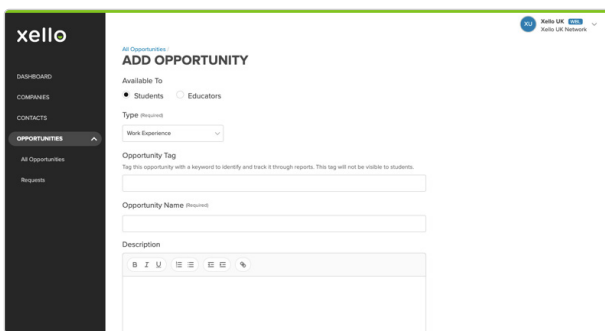 xello
XU
Xello UK WBL
Xello UK Network
All Opportunities /
ADD OPPORTUNITY
DASHBOARD
COMPANIES
CONTACTS
OPPORTUNITIES
All Opportunities
Requests
Available To
Students
Educators
Type (Required)
Work Experience
Opportunity Tag
Tag this opportunity with a keyword to identify and track it through reports. This tag will not be visible to students.
Opportunity Name (Required)
Description
B I U